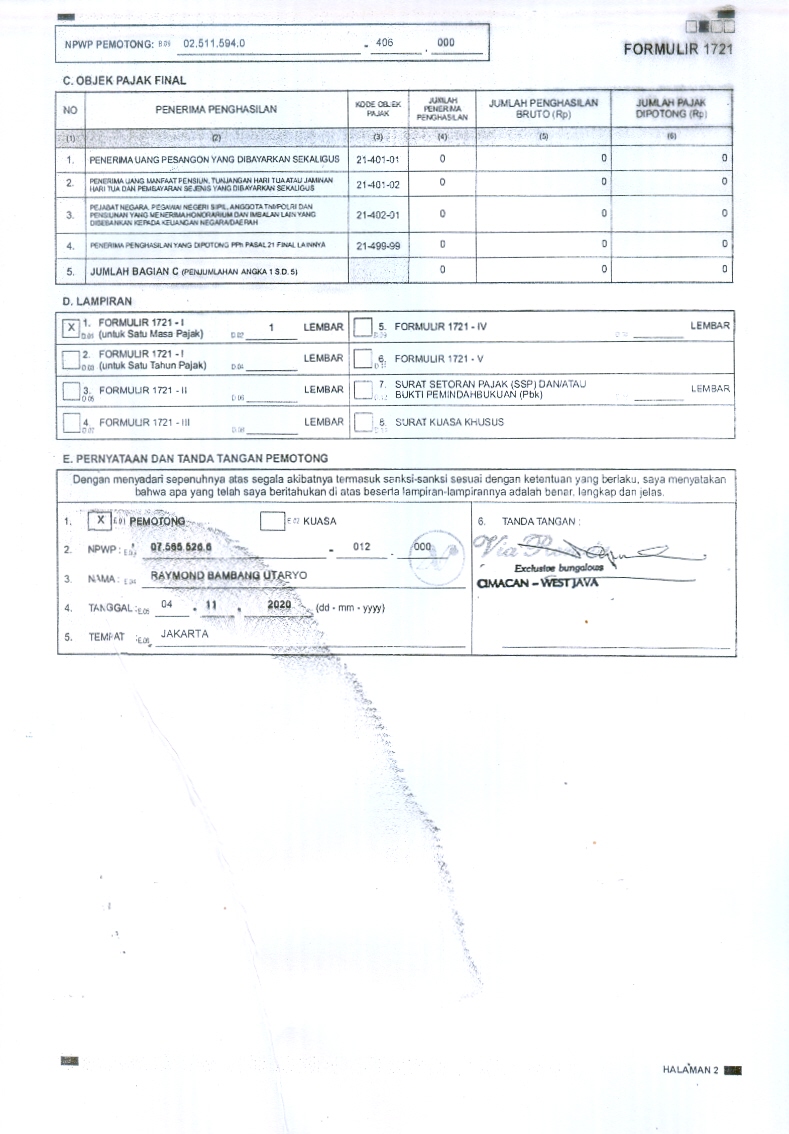 NPWP PEMOTONG: B.06 02.511.594.0 - 406 . 000
FORMULIR 1721
C. OBJEK PAJAK FINAL
NO PENERIMA PENGHASILAN KODE OBJEK PAJAK JUMLAH PENERIMA PENGHASILAN JUMLAH PENGHASILAN BRUTO (Rp) JUMLAH PAJAK DIPOTONG (Rp)
(1) (2) (3) (4) (5) (6)
1. PENERIMA UANG PESANGON YANG DIBAYARKAN SEKALIGUS 21-401-01 0 0 0
2. PENERIMA UANG MANFAAT PENSIUN, TUNJANGAN HARI TUA ATAU JAMINAN HARI TUA DAN PEMBAYARAN SEJENIS YANG DIBAYARKAN SEKALIGUS 21-401-02 0 0 0
3. PEJABAT NEGARA, PEGAWAI NEGERI SIPIL, ANGGOTA TNI/POLRI DAN PENSIUNAN YANG MENERIMA HONORARIUM DAN IMBALAN LAIN YANG DIBEBANKAN KEPADA KEUANGAN NEGARA/DAERAH 21-402-01 0 0 0
4. PENERIMA PENGHASILAN YANG DIPOTONG PPh PASAL 21 FINAL LAINNYA 21-499-99 0 0 0
5. JUMLAH BAGIAN C (PENJUMLAHAN ANGKA 1 S.D. 5) 0 0 0
D. LAMPIRAN
X D.01 1. FORMULIR 1721 - I (untuk Satu Masa Pajak) D.02 1 LEMBAR
D.03 2. FORMULIR 1721 - I (untuk Satu Tahun Pajak) D.04 LEMBAR
D.05 3. FORMULIR 1721 - II D.06 LEMBAR
D.07 4. FORMULIR 1721 - III D.08 LEMBAR
5. FORMULIR 1721 - IV LEMBAR
6. FORMULIR 1721 - V
7. SURAT SETORAN PAJAK (SSP) DAN/ATAU BUKTI PEMINDAHBUKUAN (Pbk) LEMBAR
8. SURAT KUASA KHUSUS
E. PERNYATAAN DAN TANDA TANGAN PEMOTONG
Dengan menyadari sepenuhnya atas segala akibatnya termasuk sanksi-sanksi sesuai dengan ketentuan yang berlaku, saya menyatakan
bahwa apa yang telah saya beritahukan di atas beserta lampiran-lampirannya adalah benar, lengkap dan jelas.
1. X E.01 PEMOTONG E.02 KUASA
2. NPWP : E.03 07.565.526.6 - 012 . 000
3. NAMA : E.04 RAYMOND BAMBANG UTARYO
4. TANGGAL : E.05 04 - 11 - 2020 (dd - mm - yyyy)
5. TEMPAT : E.06 JAKARTA
6. TANDA TANGAN :
Via
Exclusive bungalows
CIMACAN - WEST JAVA
HALAMAN 2